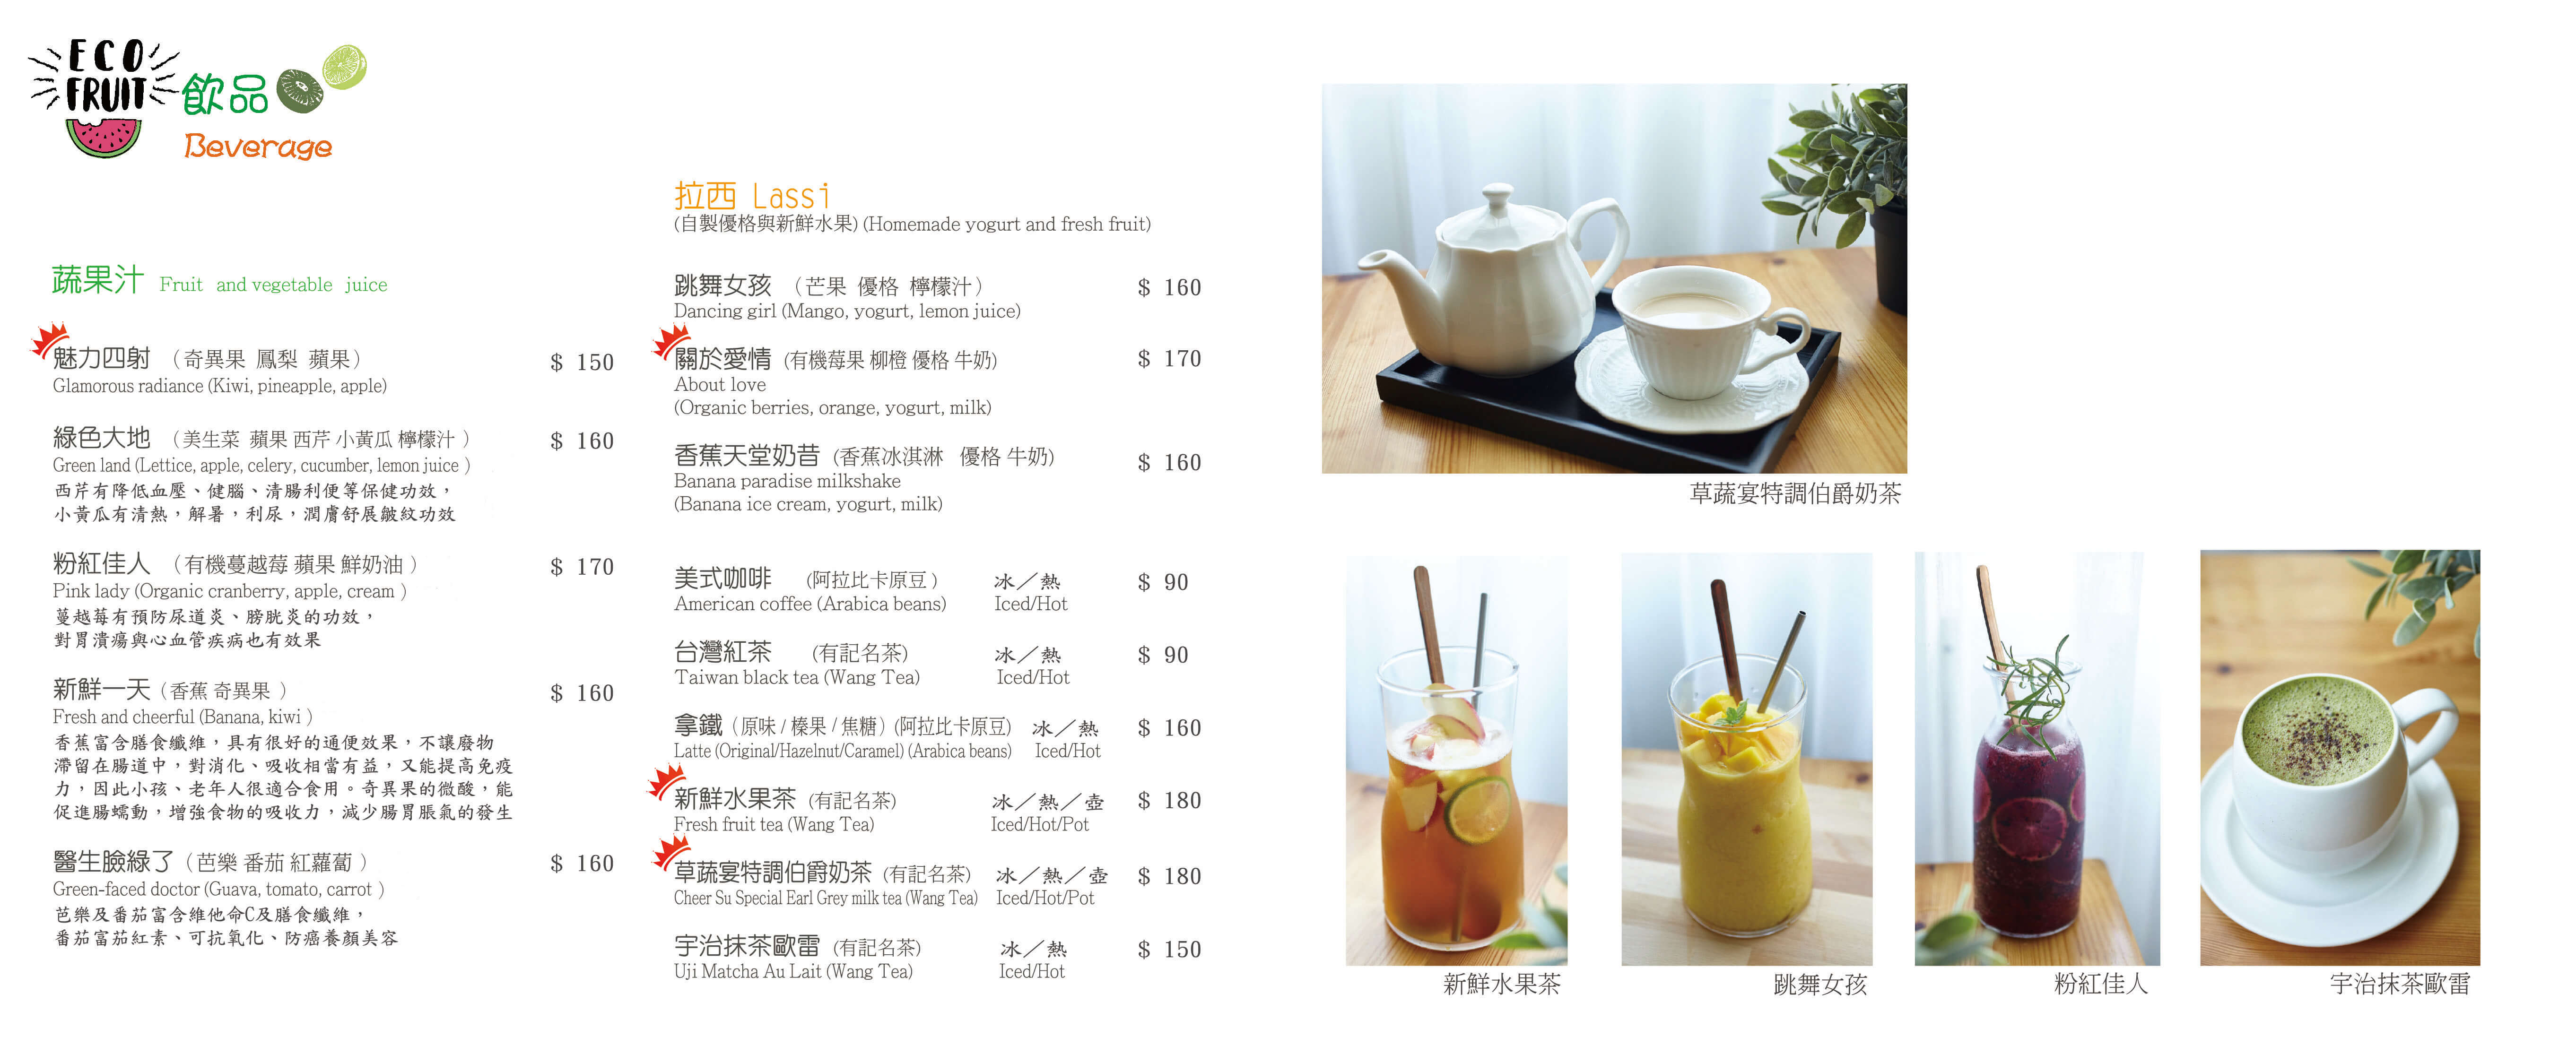 ECO
FRUIT
飲品
Beverage
蔬果汁 Fruit and vegetable juice
魅力四射 （奇異果 鳳梨 蘋果） $ 150
Glamorous radiance (Kiwi, pineapple, apple)
綠色大地 （美生菜 蘋果 西芹 小黃瓜 檸檬汁 ） $ 160
Green land (Lettice, apple, celery, cucumber, lemon juice )
西芹有降低血壓、健腦、清腸利便等保健功效，
小黃瓜有清熱，解暑，利尿，潤膚舒展皺紋功效
粉紅佳人 （有機蔓越莓 蘋果 鮮奶油 ） $ 170
Pink lady (Organic cranberry, apple, cream )
蔓越莓有預防尿道炎、膀胱炎的功效，
對胃潰瘍與心血管疾病也有效果
新鮮一天（香蕉 奇異果 ） $ 160
Fresh and cheerful (Banana, kiwi )
香蕉富含膳食纖維，具有很好的通便效果，不讓廢物
滯留在腸道中，對消化、吸收相當有益，又能提高免疫
力，因此小孩、老年人很適合食用。奇異果的微酸，能
促進腸蠕動，增強食物的吸收力，減少腸胃脹氣的發生
醫生臉綠了（芭樂 番茄 紅蘿蔔 ） $ 160
Green-faced doctor (Guava, tomato, carrot )
芭樂及番茄富含維他命C及膳食纖維，
番茄富茄紅素、可抗氧化、防癌養顏美容
拉西 Lassi
(自製優格與新鮮水果) (Homemade yogurt and fresh fruit)
跳舞女孩 （芒果 優格 檸檬汁） $ 160
Dancing girl (Mango, yogurt, lemon juice)
關於愛情 (有機莓果 柳橙 優格 牛奶) $ 170
About love
(Organic berries, orange, yogurt, milk)
香蕉天堂奶昔 (香蕉冰淇淋 優格 牛奶) $ 160
Banana paradise milkshake
(Banana ice cream, yogurt, milk)
美式咖啡 (阿拉比卡原豆) 冰／熱 $ 90
American coffee (Arabica beans) Iced/Hot
台灣紅茶 (有記名茶) 冰／熱 $ 90
Taiwan black tea (Wang Tea) Iced/Hot
拿鐵（原味/榛果/焦糖）(阿拉比卡原豆) 冰／熱 $ 160
Latte (Original/Hazelnut/Caramel) (Arabica beans) Iced/Hot
新鮮水果茶 (有記名茶) 冰／熱／壺 $ 180
Fresh fruit tea (Wang Tea) Iced/Hot/Pot
草蔬宴特調伯爵奶茶 (有記名茶) 冰／熱／壺 $ 180
Cheer Su Special Earl Grey milk tea (Wang Tea) Iced/Hot/Pot
宇治抹茶歐雷 (有記名茶) 冰／熱 $ 150
Uji Matcha Au Lait (Wang Tea) Iced/Hot
草蔬宴特調伯爵奶茶
新鮮水果茶
跳舞女孩
粉紅佳人
宇治抹茶歐雷